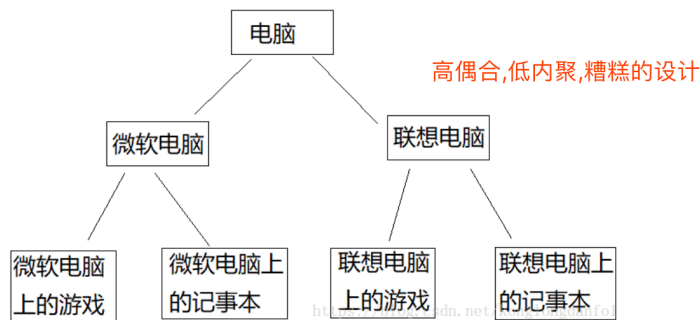 电脑
高偶合,低内聚,糟糕的设计
微软电脑
联想电脑
微软电脑
上的游戏
微软电脑上
的记事本
联想电脑
上的游戏
联想电脑上
的记事本